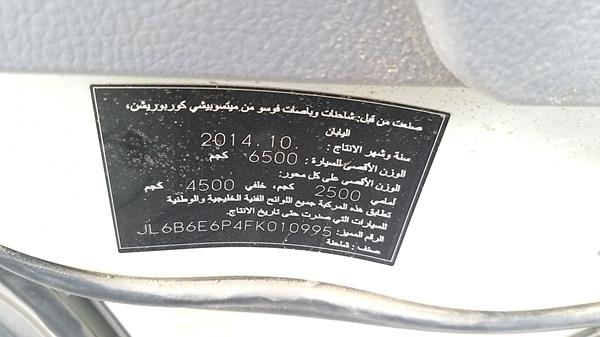 صنعت من قبل: شاحنات وباصات فوسو من ميتسوبيشي كوربوريشن،
اليابان
سنة وشهر الانتاج : 2014.10.
الوزن الأقصى للسيارة : 6500 كجم
الوزن الأقصى على كل محور:
أمامي 2500 كجم، خلفي 4500 كجم
تطابق هذه المركبة جميع اللوائح الفنية الخليجية والوطنية
للسيارات التي صدرت حتى تاريخ الانتاج.
الرقم المميز: JL6B6E6P4FK010995
صنف : شاحنة